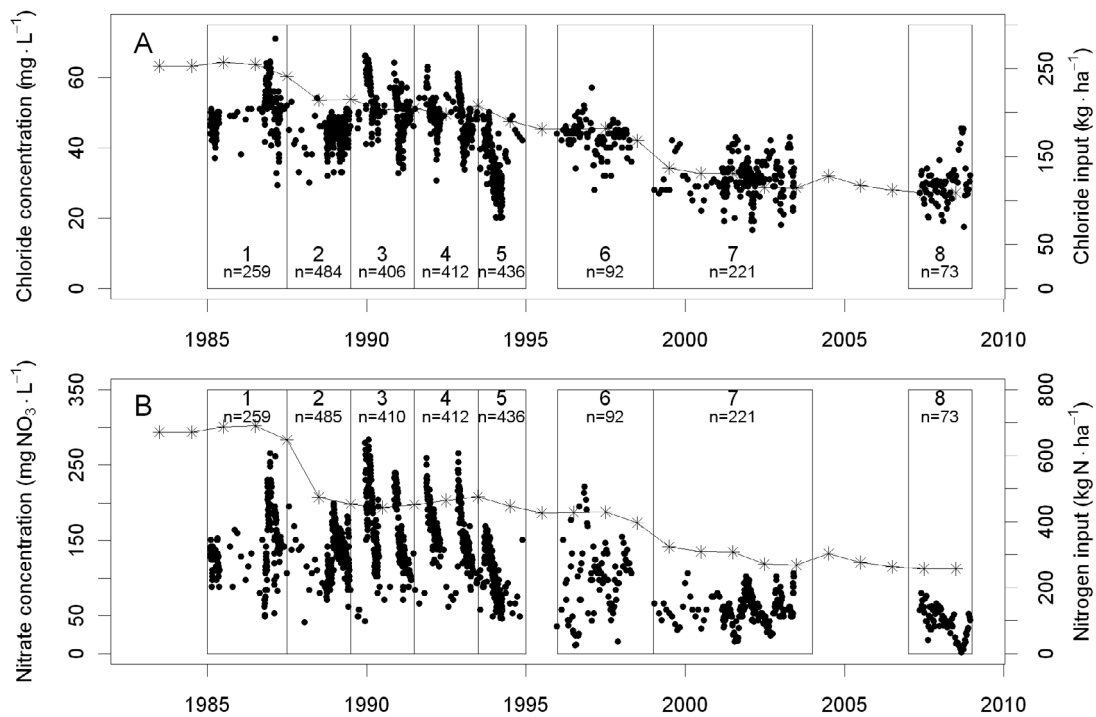 A
Chloride concentration (mg · L⁻¹)
0 20 40 60
1 2 3 4 5 6 7 8
n=259 n=484 n=406 n=412 n=436 n=92 n=221 n=73
0 50 150 250
Chloride input (kg · ha⁻¹)
1985 1990 1995 2000 2005 2010
B
Nitrate concentration (mg NO₃ · L⁻¹)
0 50 150 250 350
1 2 3 4 5 6 7 8
n=259 n=485 n=410 n=412 n=436 n=92 n=221 n=73
0 200 400 600 800
Nitrogen input (kg N · ha⁻¹)
1985 1990 1995 2000 2005 2010